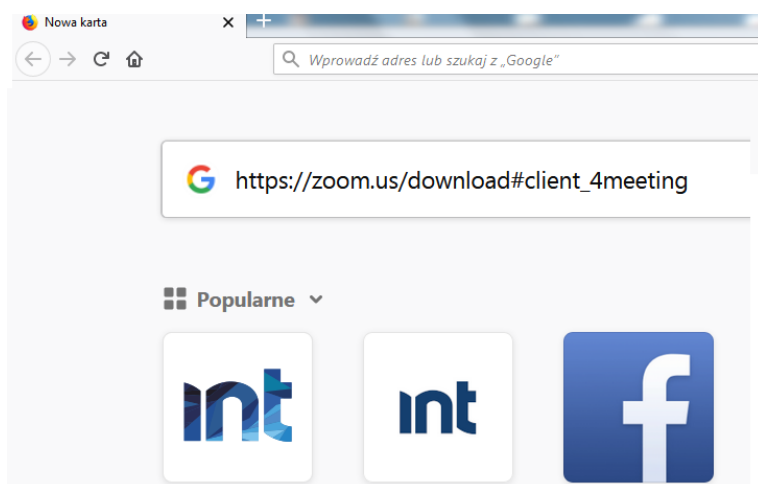 Nowa karta
Wprowadź adres lub szukaj z „Google”
https://zoom.us/download#client_4meeting
Popularne
int
int